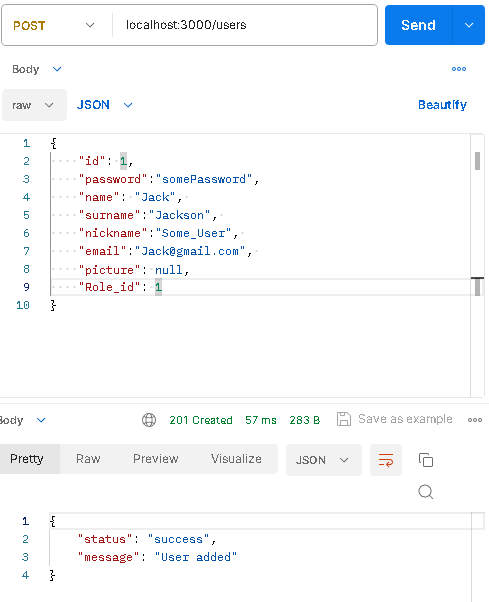 POST localhost:3000/users Send
Body
raw JSON Beautify
1 {
2 "id": 1,
3 "password":"somePassword",
4 "name": "Jack",
5 "surname":"Jackson",
6 "nickname":"Some_User",
7 "email":"Jack@gmail.com",
8 "picture": null,
9 "Role_id": 1
10 }
Body 201 Created 57 ms 283 B Save as example
Pretty Raw Preview Visualize JSON
1 {
2 "status": "success",
3 "message": "User added"
4 }